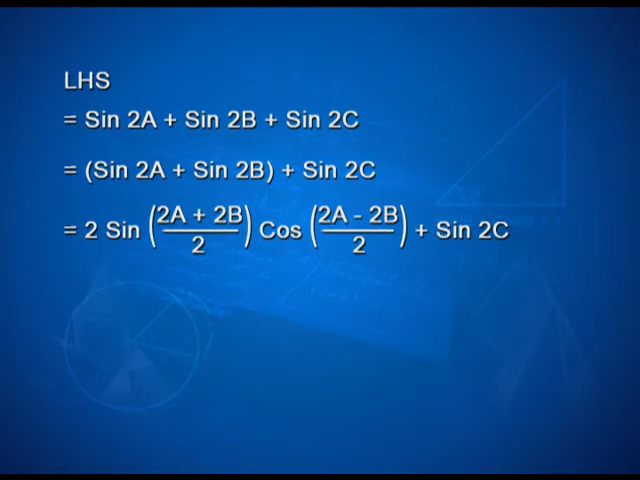 LHS
= Sin 2A + Sin 2B + Sin 2C
= (Sin 2A + Sin 2B) + Sin 2C
= 2 Sin ((2A + 2B)/2) Cos ((2A - 2B)/2) + Sin 2C